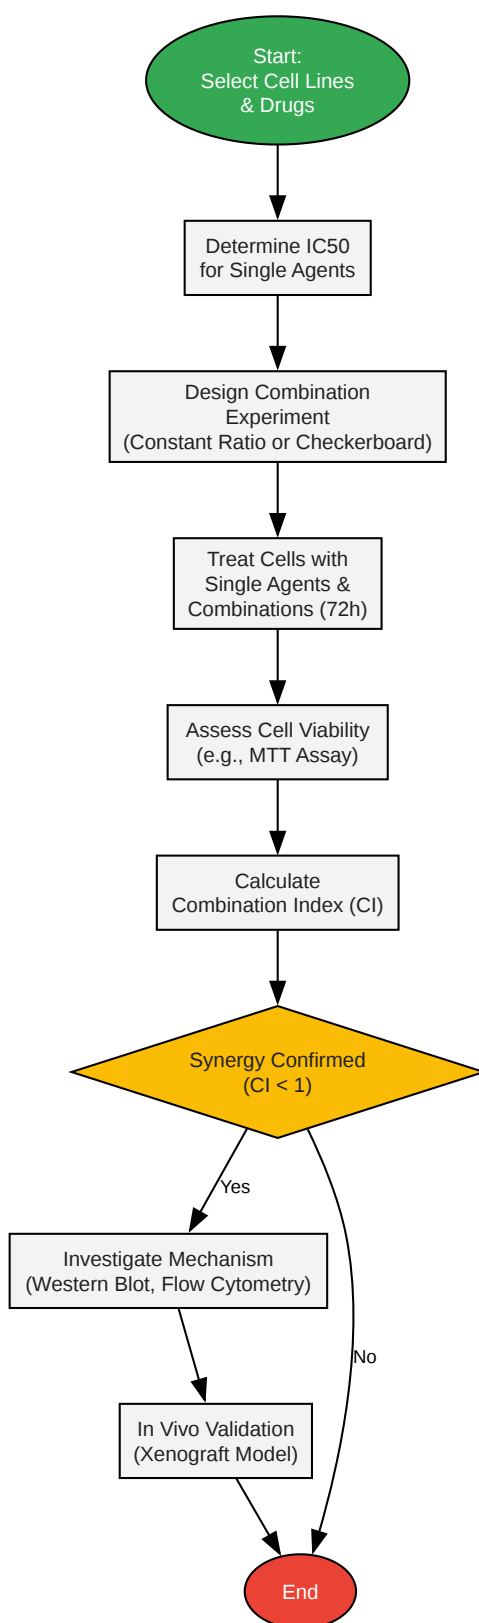 Start:
Select Cell Lines
& Drugs
Determine IC50
for Single Agents
Design Combination
Experiment
(Constant Ratio or Checkerboard)
Treat Cells with
Single Agents &
Combinations (72h)
Assess Cell Viability
(e.g., MTT Assay)
Calculate
Combination Index (CI)
Synergy Confirmed
(CI < 1)
Yes
Investigate Mechanism
(Western Blot, Flow Cytometry)
No
In Vivo Validation
(Xenograft Model)
End